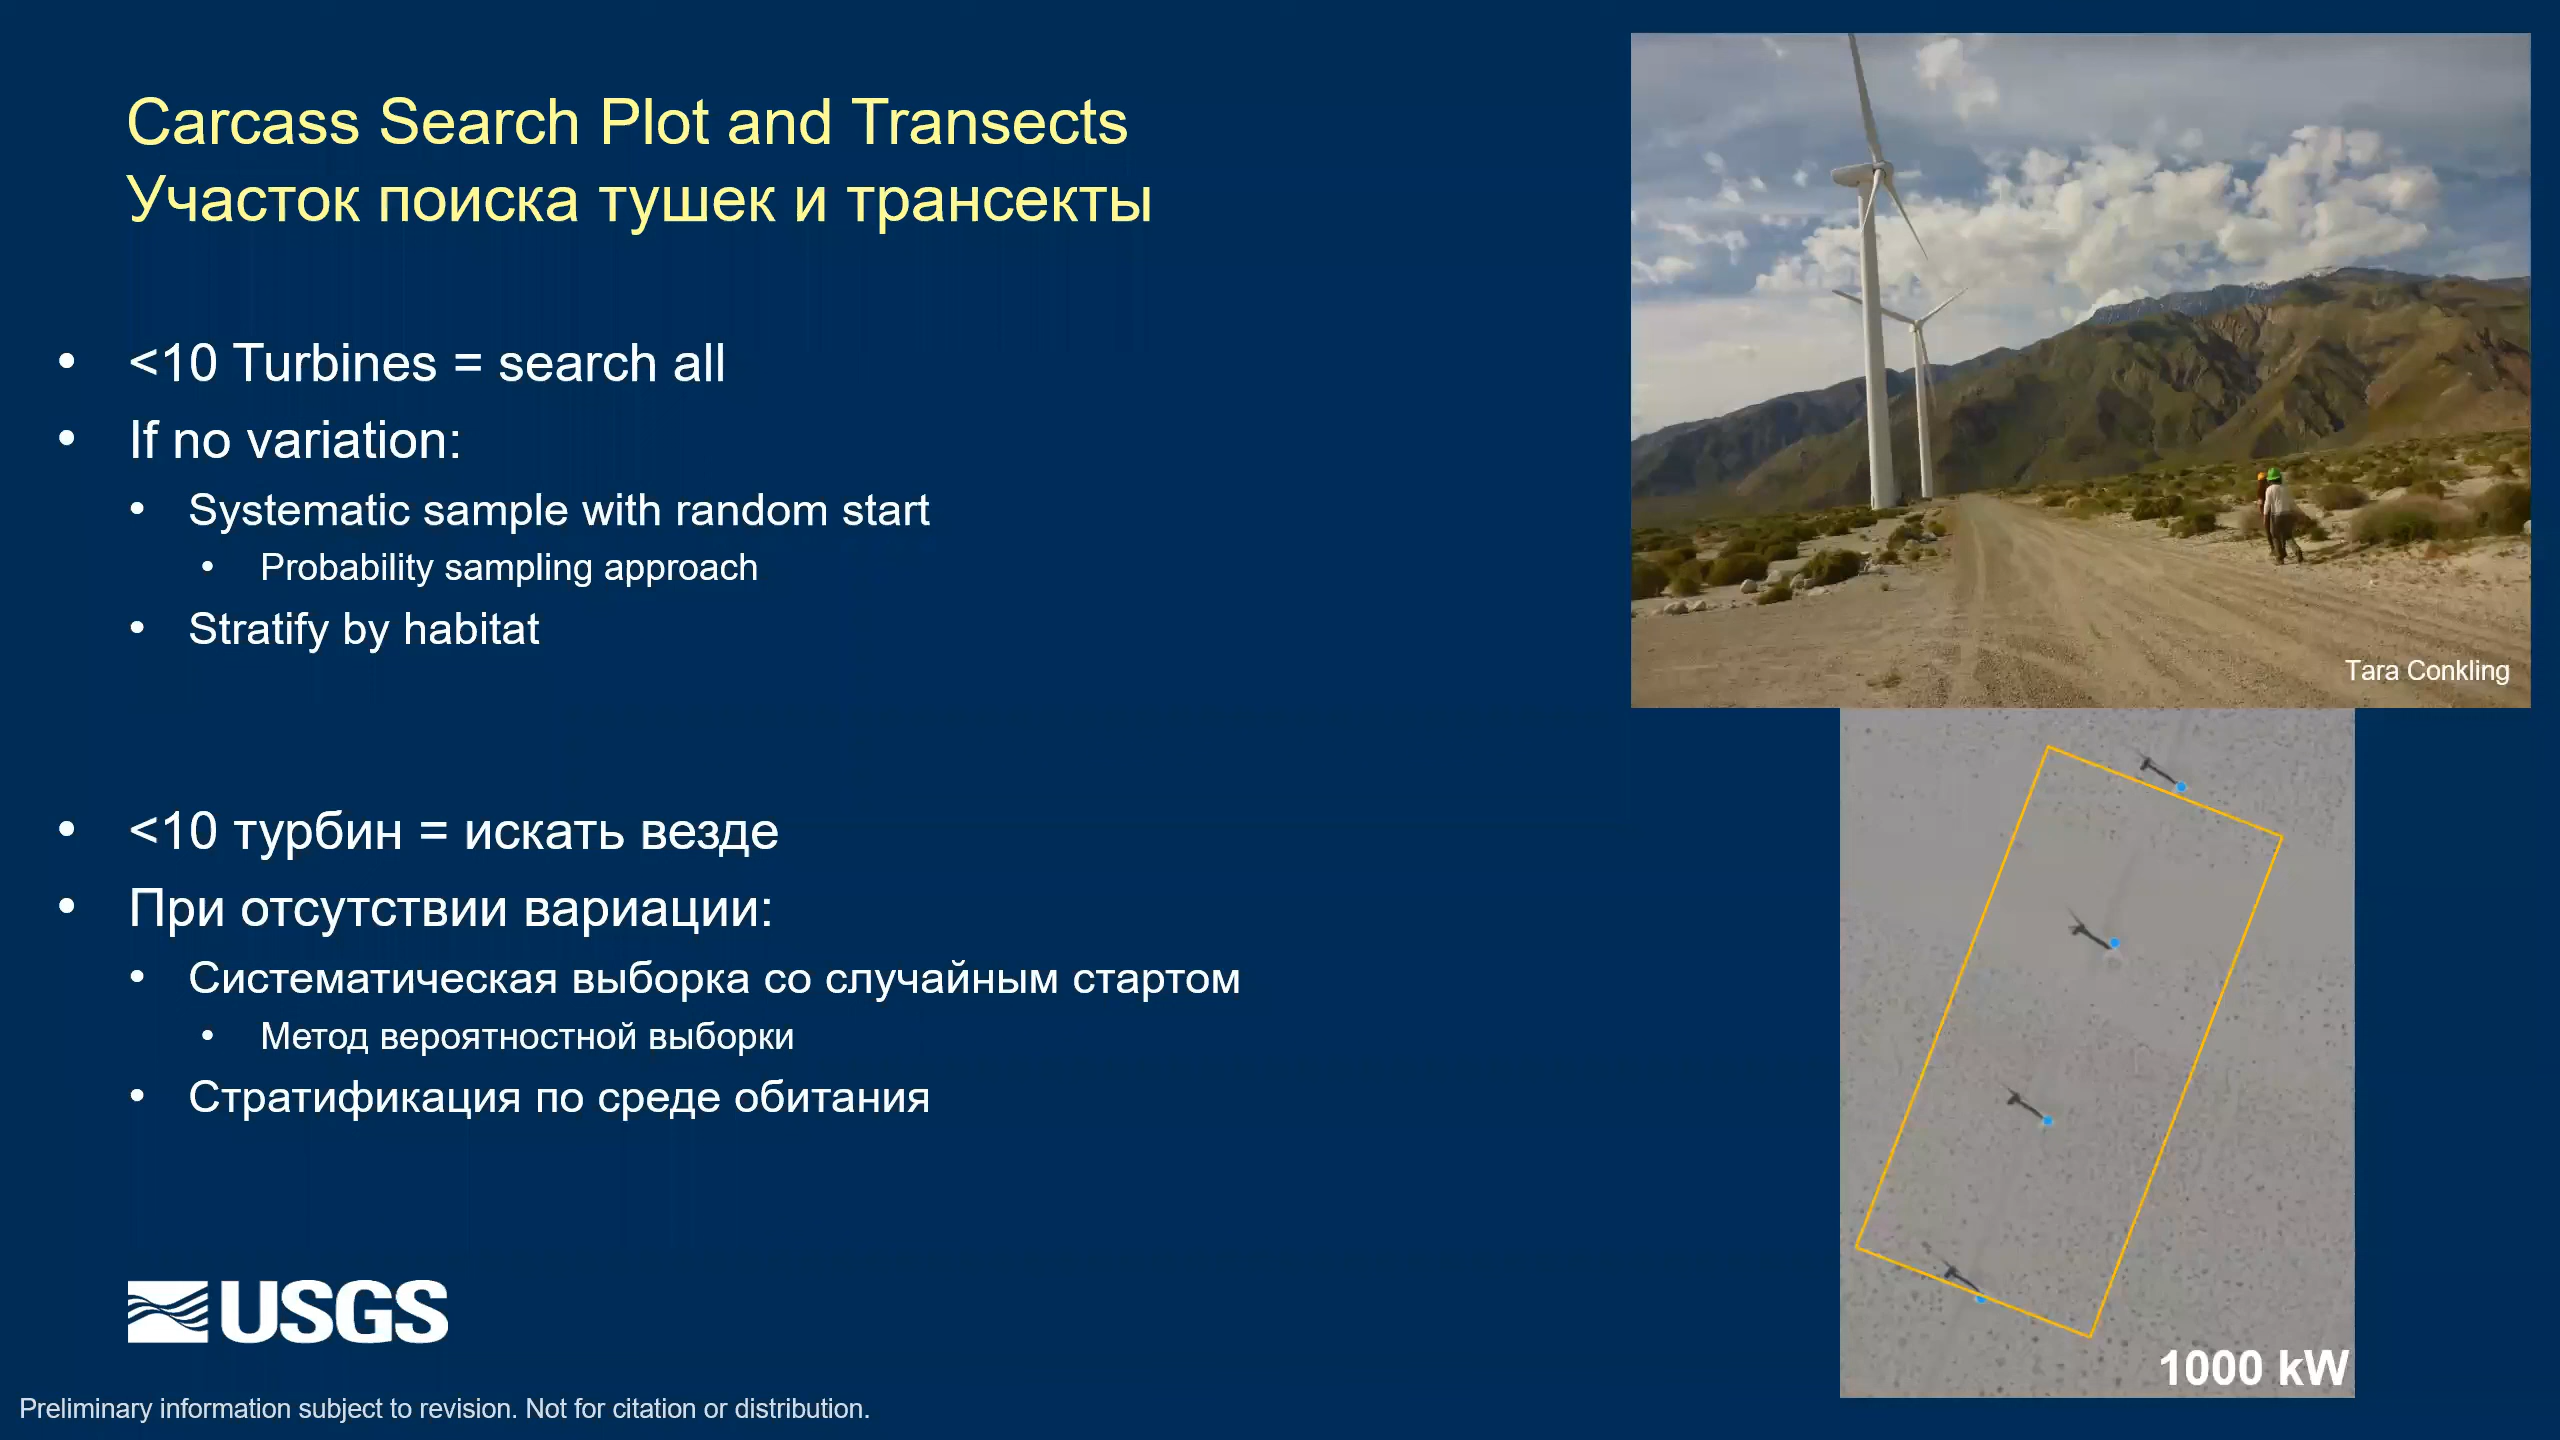 Carcass Search Plot and Transects
Участок поиска тушек и трансекты
• <10 Turbines = search all
• If no variation:
• Systematic sample with random start
• Probability sampling approach
• Stratify by habitat
• <10 турбин = искать везде
• При отсутствии вариации:
• Систематическая выборка со случайным стартом
• Метод вероятностной выборки
• Стратификация по среде обитания
Tara Conkling
1000 kW
USGS
Preliminary information subject to revision. Not for citation or distribution.